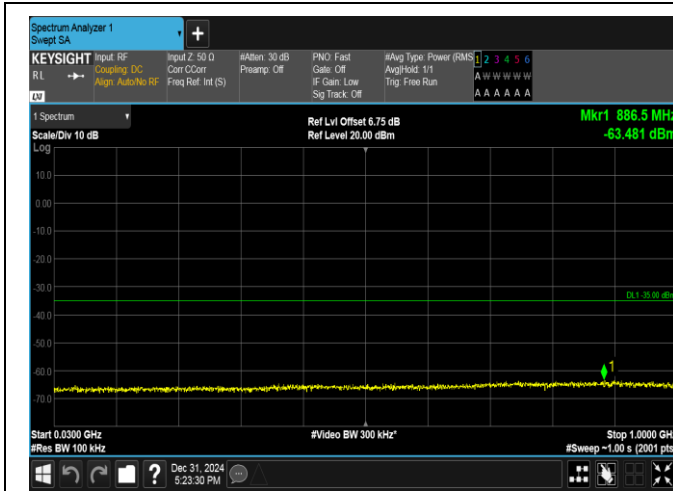 Spectrum Analyzer 1
Swept SA
KEYSIGHT Input: RF Input Z: 50 Ω #Atten: 30 dB PNO: Fast #Avg Type: Power (RMS 1 2 3 4 5 6
RL Coupling: DC Corr CCorr Preamp: Off Gate: Off Avg|Hold: 1/1 A W W W W W
Align: Auto/No RF Freq Ref: Int (S) IF Gain: Low Trig: Free Run
LXI Sig Track: Off A A A A A A
1 Spectrum Ref Lvl Offset 6.75 dB Mkr1 886.5 MHz
Scale/Div 10 dB Ref Level 20.00 dBm -63.481 dBm
Log
10.0
0.00
-10.0
-20.0
-30.0
DL1 -35.00 dBm
-40.0
-50.0
-60.0
1
-70.0
Start 0.0300 GHz #Video BW 300 kHz* Stop 1.0000 GHz
#Res BW 100 kHz #Sweep ~1.00 s (2001 pts
? Dec 31, 2024
5:23:30 PM